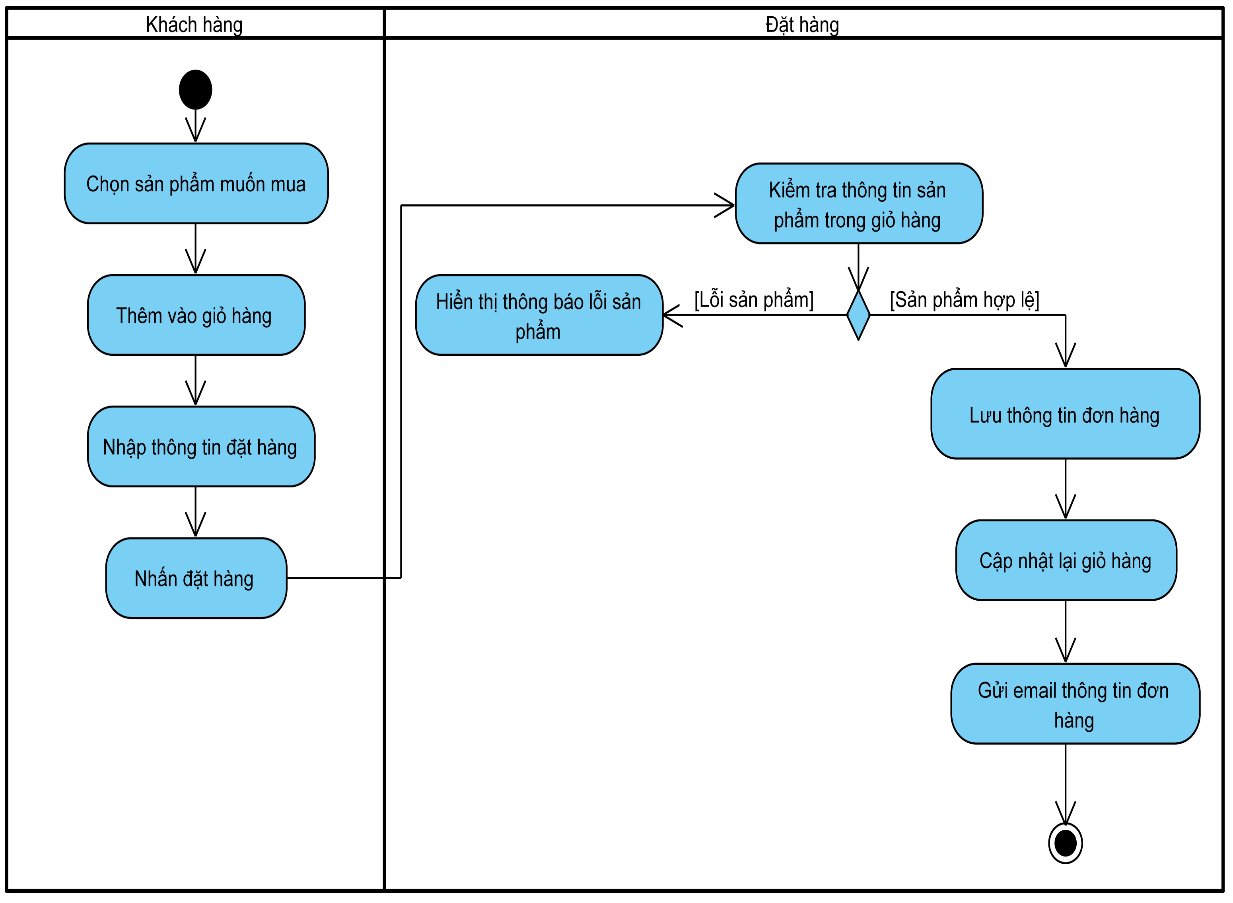 Khách hàng
Đặt hàng
Chọn sản phẩm muốn mua
Thêm vào giỏ hàng
Nhập thông tin đặt hàng
Nhấn đặt hàng
Kiểm tra thông tin sản
phẩm trong giỏ hàng
[Lỗi sản phẩm]
[Sản phẩm hợp lệ]
Hiển thị thông báo lỗi sản
phẩm
Lưu thông tin đơn hàng
Cập nhật lại giỏ hàng
Gửi email thông tin đơn
hàng